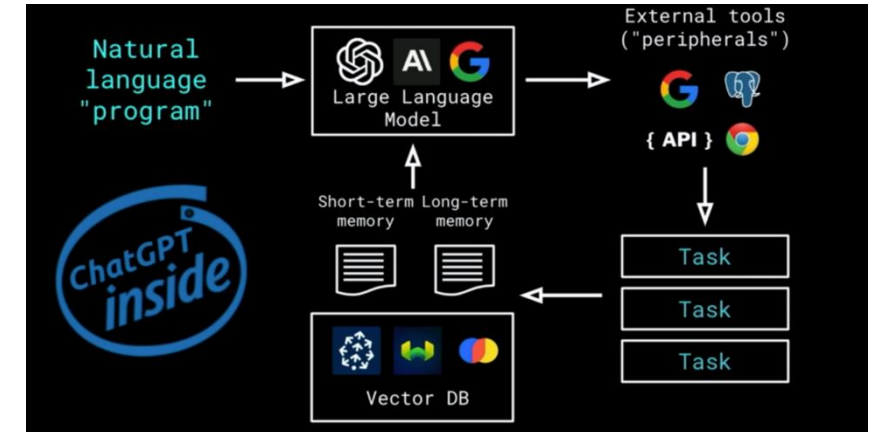 Natural
language
"program"
Large Language
Model
External tools
("peripherals")
{ API }
Short-term
memory
Long-term
memory
Task
Task
Task
Vector DB
ChatGPT
inside